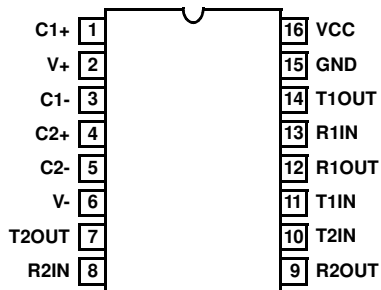 C1+ 1 16 VCC
V+ 2 15 GND
C1- 3 14 T1OUT
C2+ 4 13 R1IN
C2- 5 12 R1OUT
V- 6 11 T1IN
T2OUT 7 10 T2IN
R2IN 8 9 R2OUT